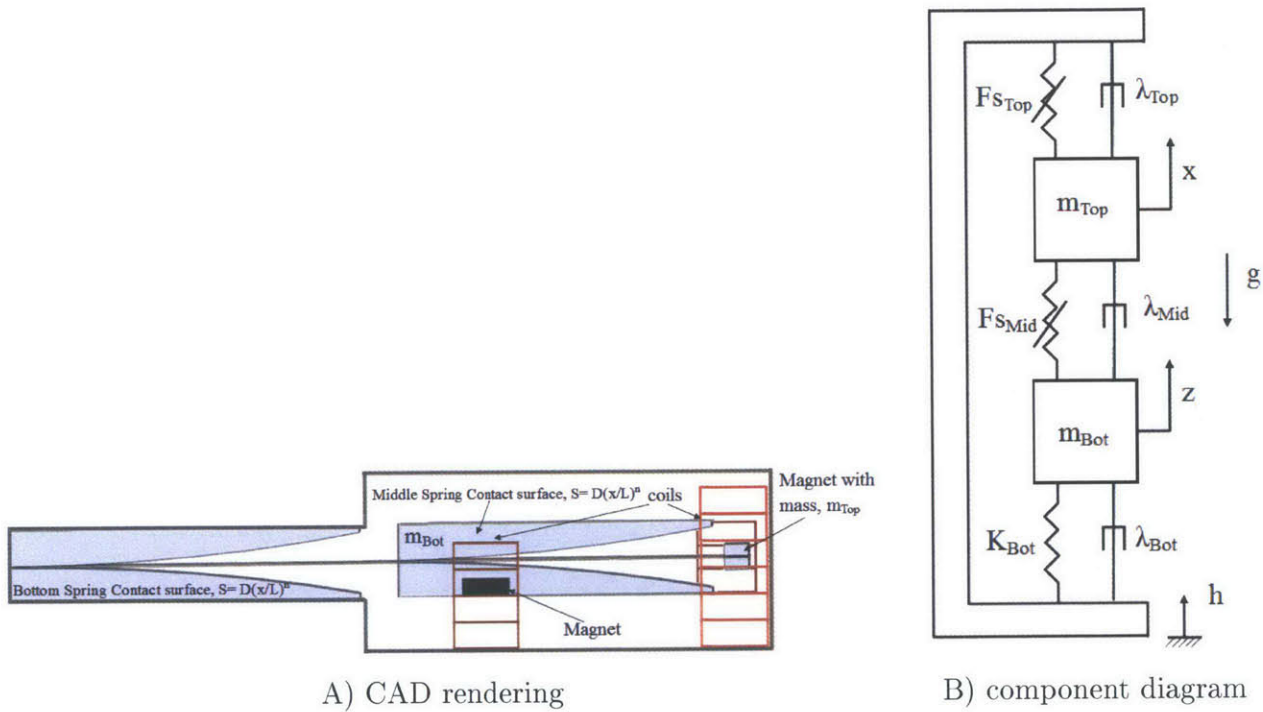 Middle Spring Contact surface, S= D(x/L)ⁿ
coils
Magnet with
mass, m_Top
m_Bot
Bottom Spring Contact surface, S= D(x/L)ⁿ
Magnet
A) CAD rendering
Fs_Top
λ_Top
x
m_Top
g
Fs_Mid
λ_Mid
z
m_Bot
K_Bot
λ_Bot
h
B) component diagram